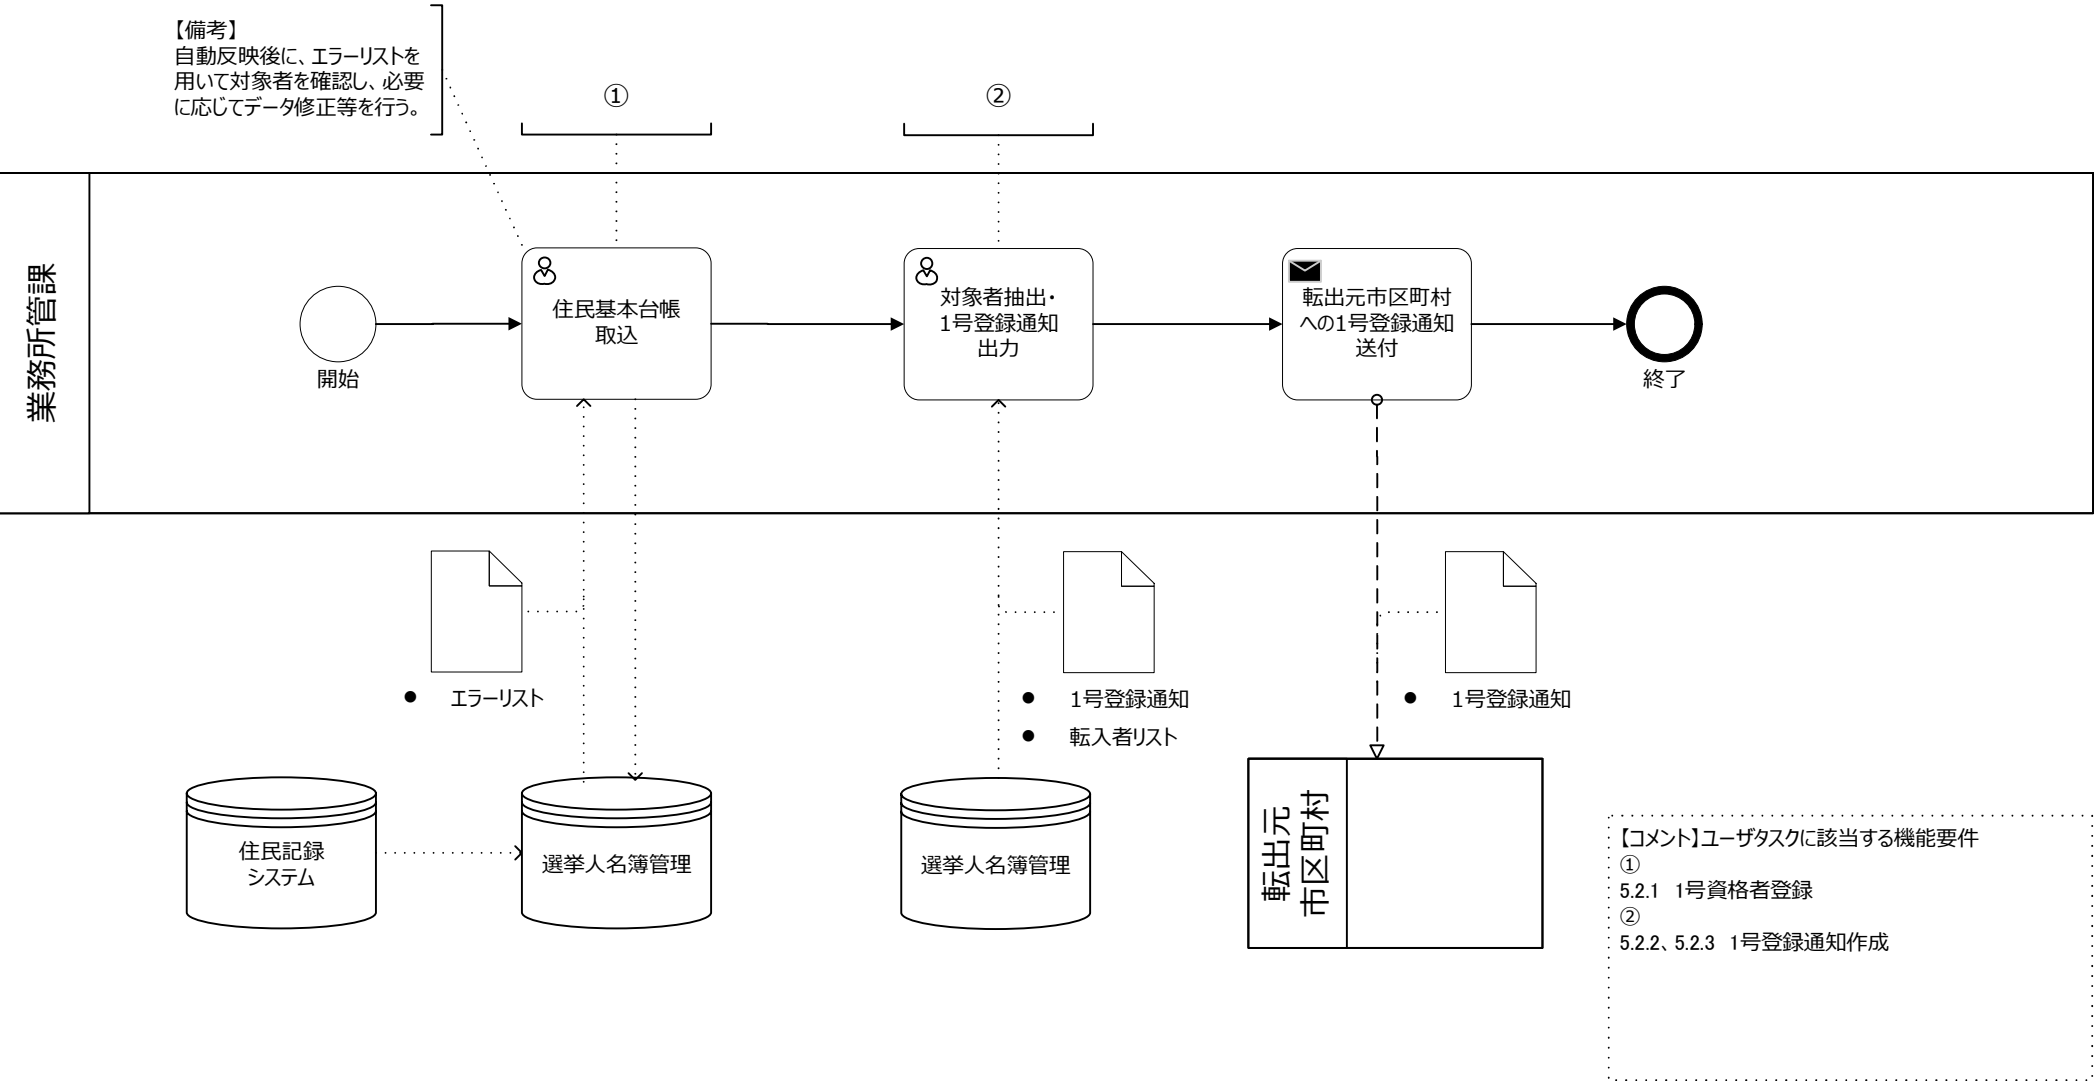 【備考】
自動反映後に、エラーリストを
用いて対象者を確認し、必要
に応じてデータ修正等を行う。
①
②
業務所管課
開始
住民基本台帳
取込
対象者抽出・
1号登録通知
出力
転出元市区町村
への1号登録通知
送付
終了
● エラーリスト
● 1号登録通知
● 転入者リスト
● 1号登録通知
住民記録
システム
選挙人名簿管理
選挙人名簿管理
転出元
市区町村
【コメント】ユーザタスクに該当する機能要件
①
5.2.1 1号資格者登録
②
5.2.2、5.2.3 1号登録通知作成